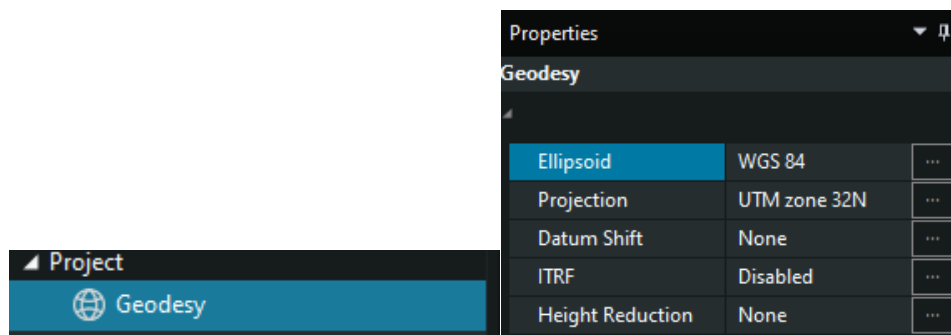 Project
Geodesy
Properties
Geodesy
Ellipsoid WGS 84 ...
Projection UTM zone 32N ...
Datum Shift None ...
ITRF Disabled ...
Height Reduction None ...